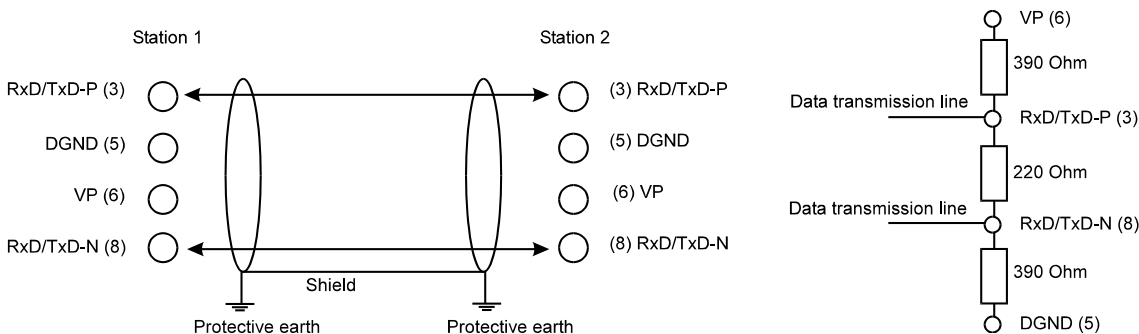 Station 1
Station 2
RxD/TxD-P (3)
(3) RxD/TxD-P
DGND (5)
(5) DGND
VP (6)
(6) VP
RxD/TxD-N (8)
(8) RxD/TxD-N
Shield
Protective earth
Protective earth
VP (6)
390 Ohm
Data transmission line
RxD/TxD-P (3)
220 Ohm
Data transmission line
RxD/TxD-N (8)
390 Ohm
DGND (5)